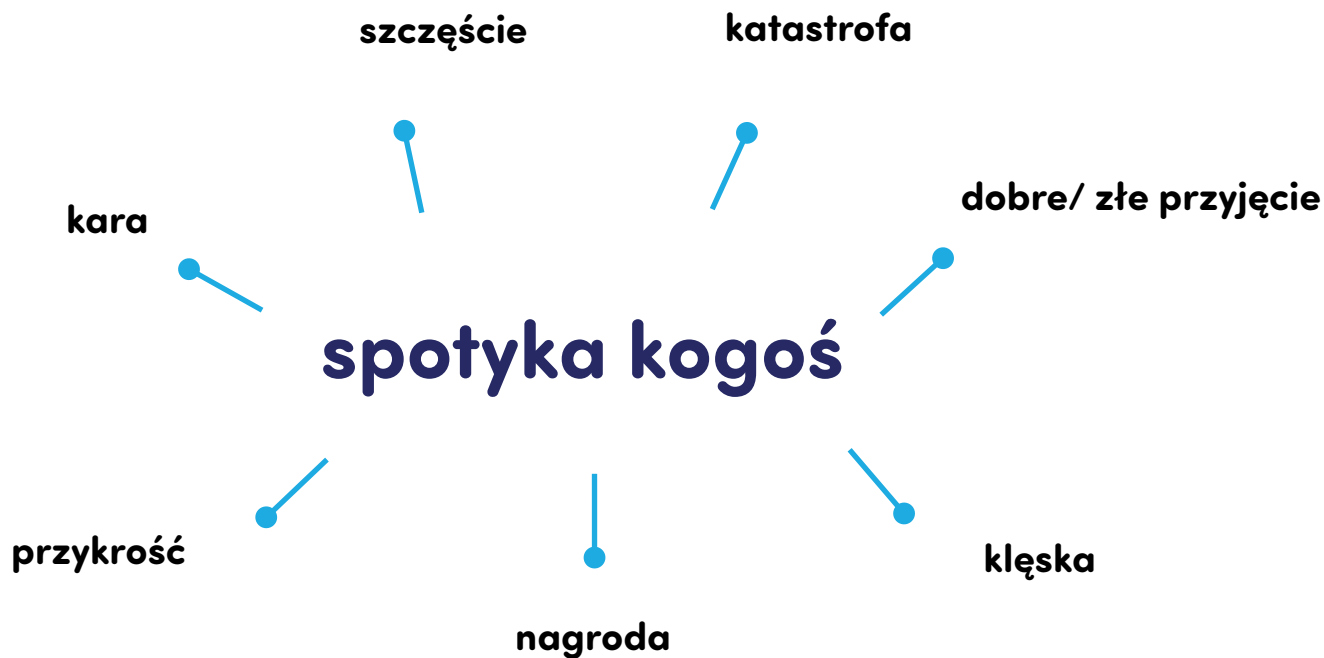 szczęście
katastrofa
dobre/ złe przyjęcie
kara
spotyka kogoś
przykrość
klęska
nagroda